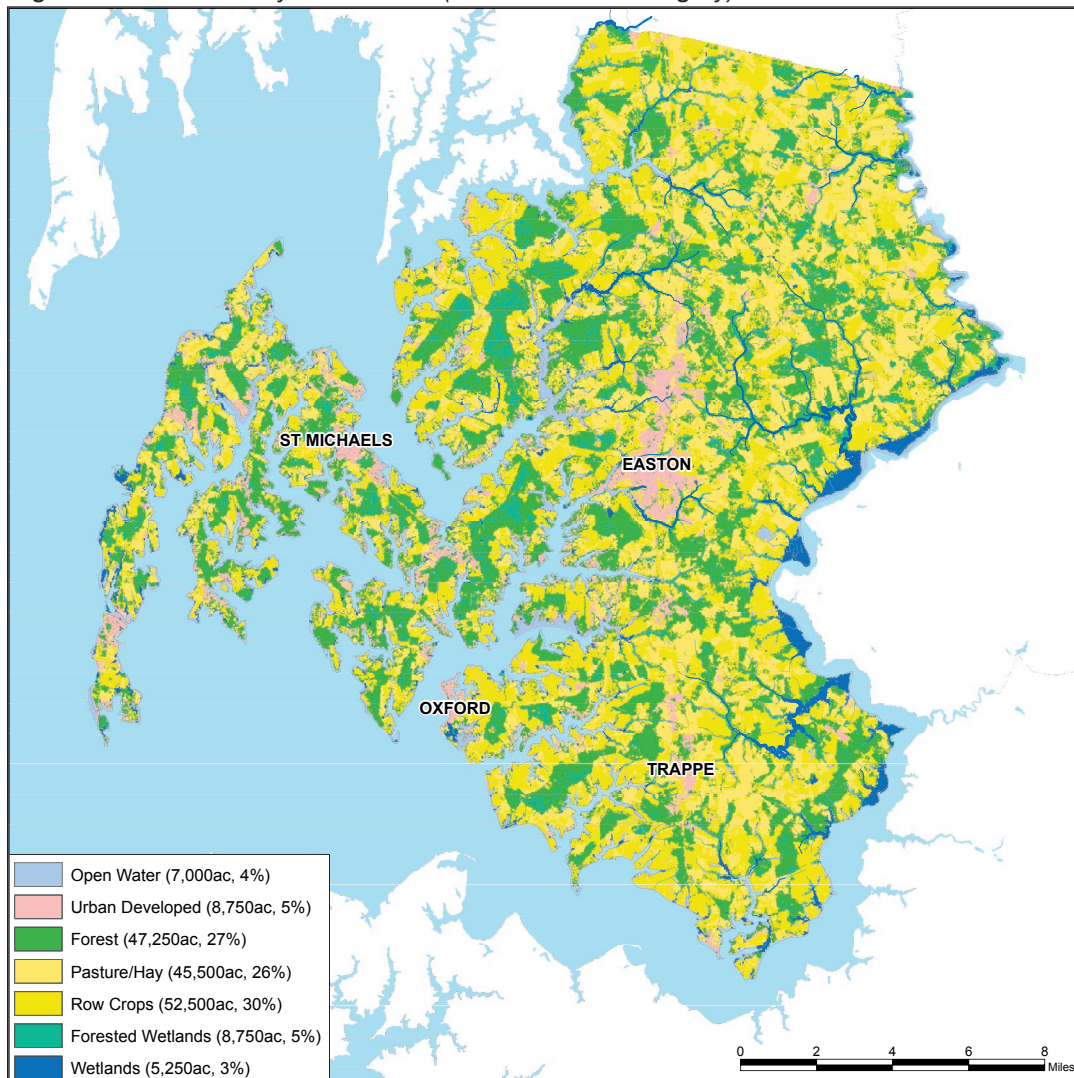 ST MICHAELS
EASTON
OXFORD
TRAPPE
Open Water (7,000ac, 4%)
Urban Developed (8,750ac, 5%)
Forest (47,250ac, 27%)
Pasture/Hay (45,500ac, 26%)
Row Crops (52,500ac, 30%)
Forested Wetlands (8,750ac, 5%)
Wetlands (5,250ac, 3%)
0 2 4 6 8
Miles